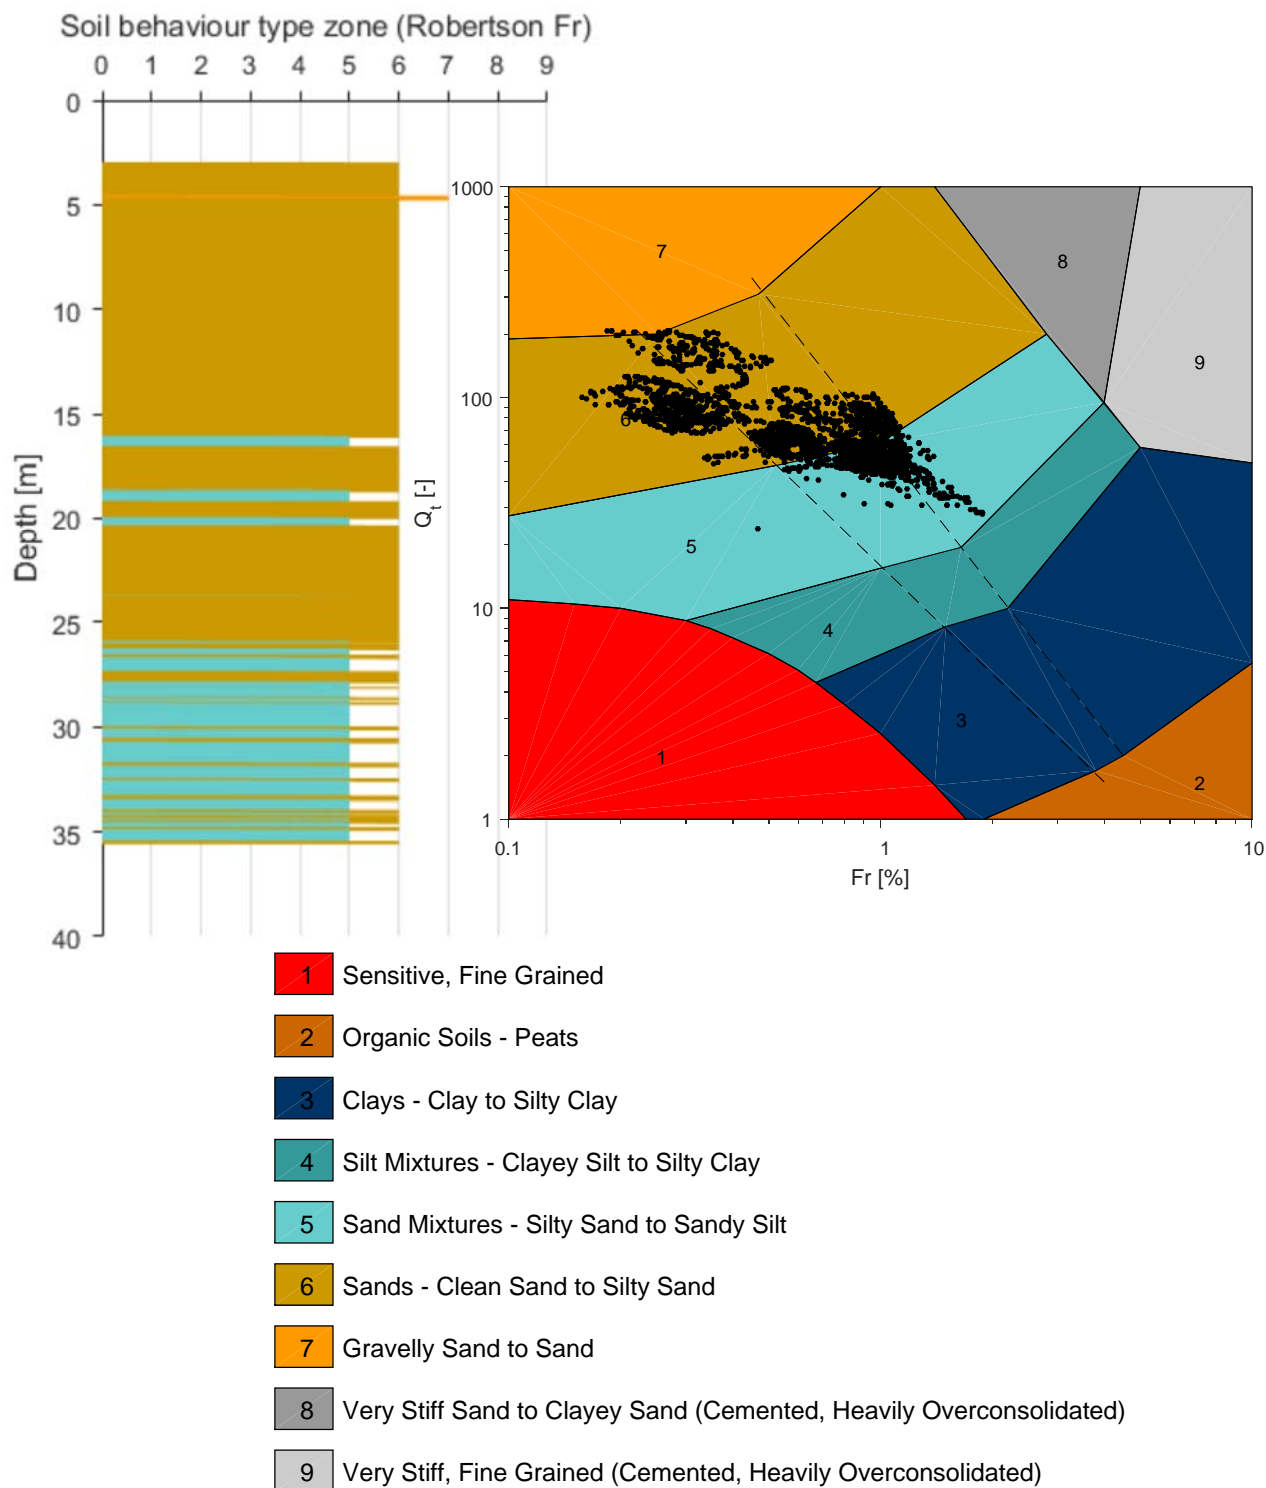 Soil behaviour type zone (Robertson Fr)
0 1 2 3 4 5 6 7 8 9
Depth [m]
0
5
10
15
20
25
30
35
40
Q_t [-]
1000
100
10
1
7
8
9
6
5
4
3
1
2
0.1 1 10
Fr [%]
1 Sensitive, Fine Grained
2 Organic Soils - Peats
3 Clays - Clay to Silty Clay
4 Silt Mixtures - Clayey Silt to Silty Clay
5 Sand Mixtures - Silty Sand to Sandy Silt
6 Sands - Clean Sand to Silty Sand
7 Gravelly Sand to Sand
8 Very Stiff Sand to Clayey Sand (Cemented, Heavily Overconsolidated)
9 Very Stiff, Fine Grained (Cemented, Heavily Overconsolidated)